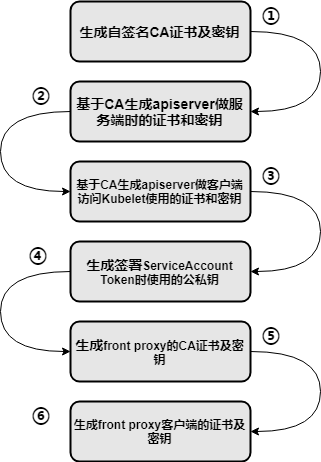 ①
生成自签名CA证书及密钥
②
基于CA生成apiserver做服
务端时的证书和密钥
③
基于CA生成apiserver做客户端
访问Kubelet使用的证书和密钥
④
生成签署ServiceAccount
Token时使用的公私钥
⑤
生成front proxy的CA证书及密
钥
⑥
生成front proxy客户端的证书及
密钥